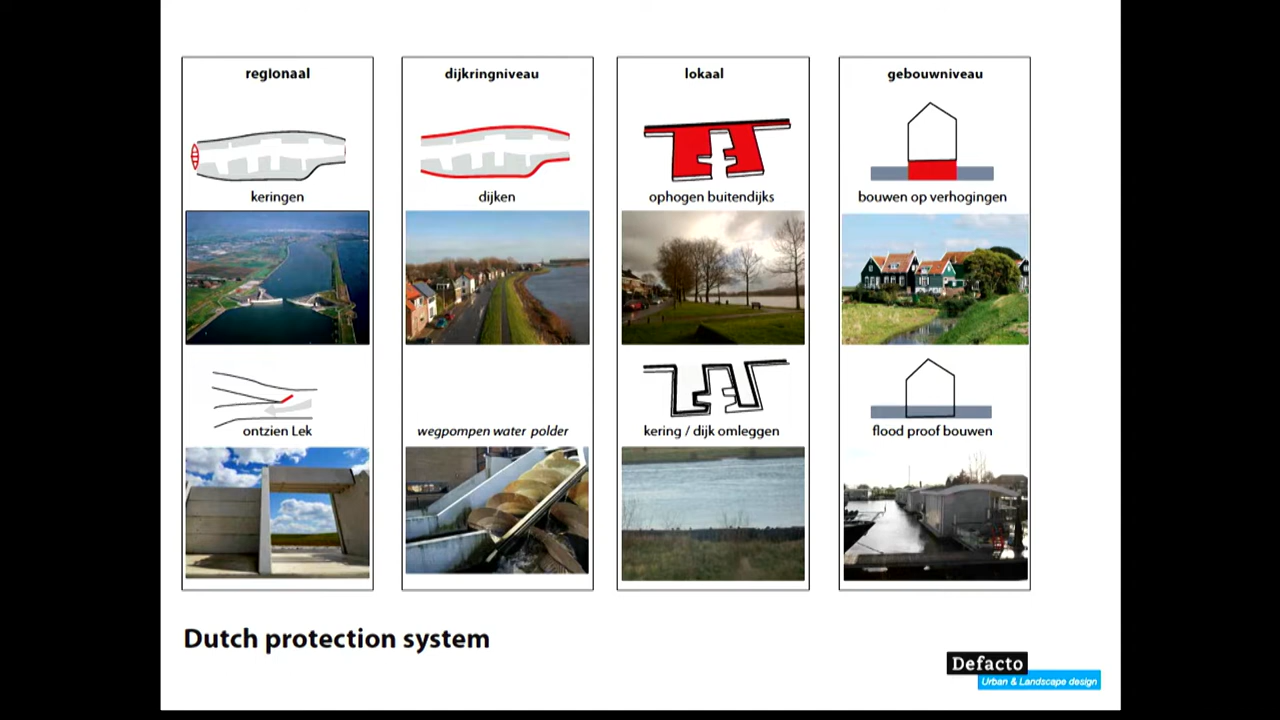 regionaal
keringen
ontzien Lek
dijkringniveau
dijken
wegpompen water polder
lokaal
ophogen buitendijks
kering / dijk omleggen
gebouwniveau
bouwen op verhogingen
flood proof bouwen
Dutch protection system
Defacto
Urban & Landscape design